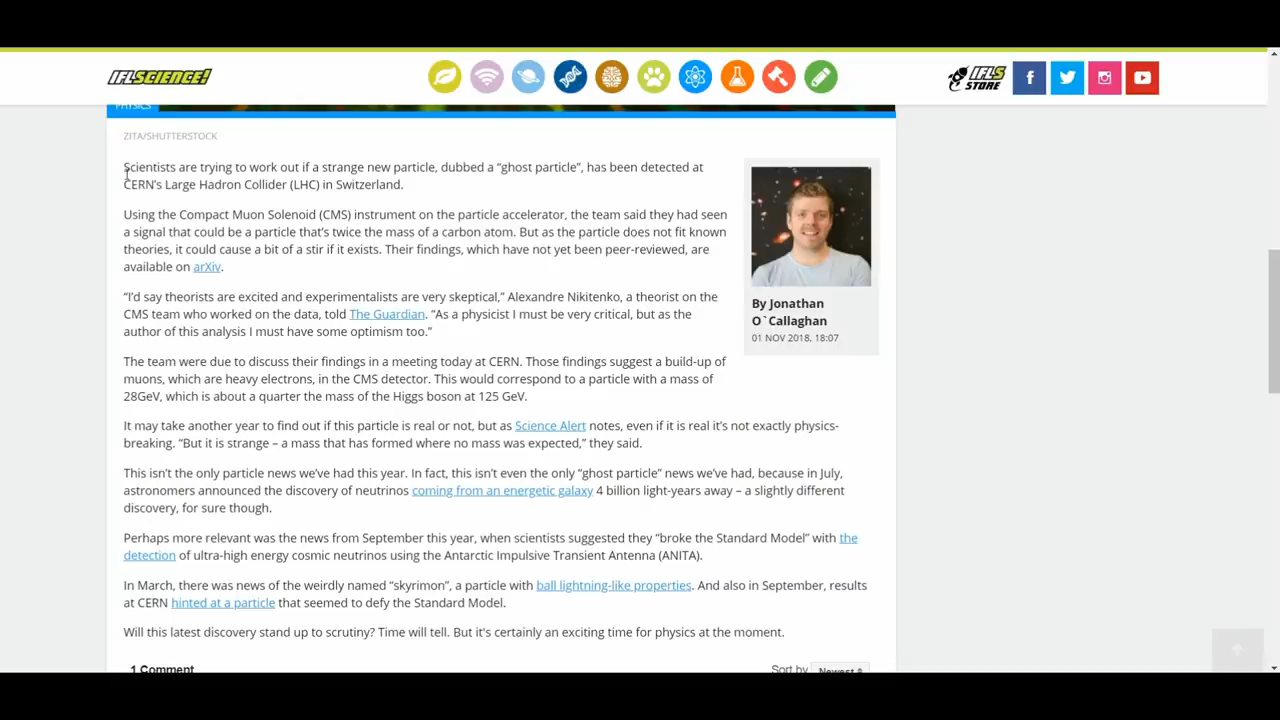 IFLSCIENCE!
IFLS
STORE
PHYSICS
ZITA/SHUTTERSTOCK
Scientists are trying to work out if a strange new particle, dubbed a “ghost particle”, has been detected at
CERN’s Large Hadron Collider (LHC) in Switzerland.
Using the Compact Muon Solenoid (CMS) instrument on the particle accelerator, the team said they had seen
a signal that could be a particle that’s twice the mass of a carbon atom. But as the particle does not fit known
theories, it could cause a bit of a stir if it exists. Their findings, which have not yet been peer-reviewed, are
available on arXiv.
“I’d say theorists are excited and experimentalists are very skeptical,” Alexandre Nikitenko, a theorist on the
CMS team who worked on the data, told The Guardian. “As a physicist I must be very critical, but as the
author of this analysis I must have some optimism too.”
The team were due to discuss their findings in a meeting today at CERN. Those findings suggest a build-up of
muons, which are heavy electrons, in the CMS detector. This would correspond to a particle with a mass of
28GeV, which is about a quarter the mass of the Higgs boson at 125 GeV.
By Jonathan
O`Callaghan
01 NOV 2018, 18:07
It may take another year to find out if this particle is real or not, but as Science Alert notes, even if it is real it’s not exactly physics-
breaking. “But it is strange – a mass that has formed where no mass was expected,” they said.
This isn’t the only particle news we’ve had this year. In fact, this isn’t even the only “ghost particle” news we’ve had, because in July,
astronomers announced the discovery of neutrinos coming from an energetic galaxy 4 billion light-years away – a slightly different
discovery, for sure though.
Perhaps more relevant was the news from September this year, when scientists suggested they “broke the Standard Model” with the
detection of ultra-high energy cosmic neutrinos using the Antarctic Impulsive Transient Antenna (ANITA).
In March, there was news of the weirdly named “skyrimon”, a particle with ball lightning-like properties. And also in September, results
at CERN hinted at a particle that seemed to defy the Standard Model.
Will this latest discovery stand up to scrutiny? Time will tell. But it's certainly an exciting time for physics at the moment.
1 Comment
Sort by Newest